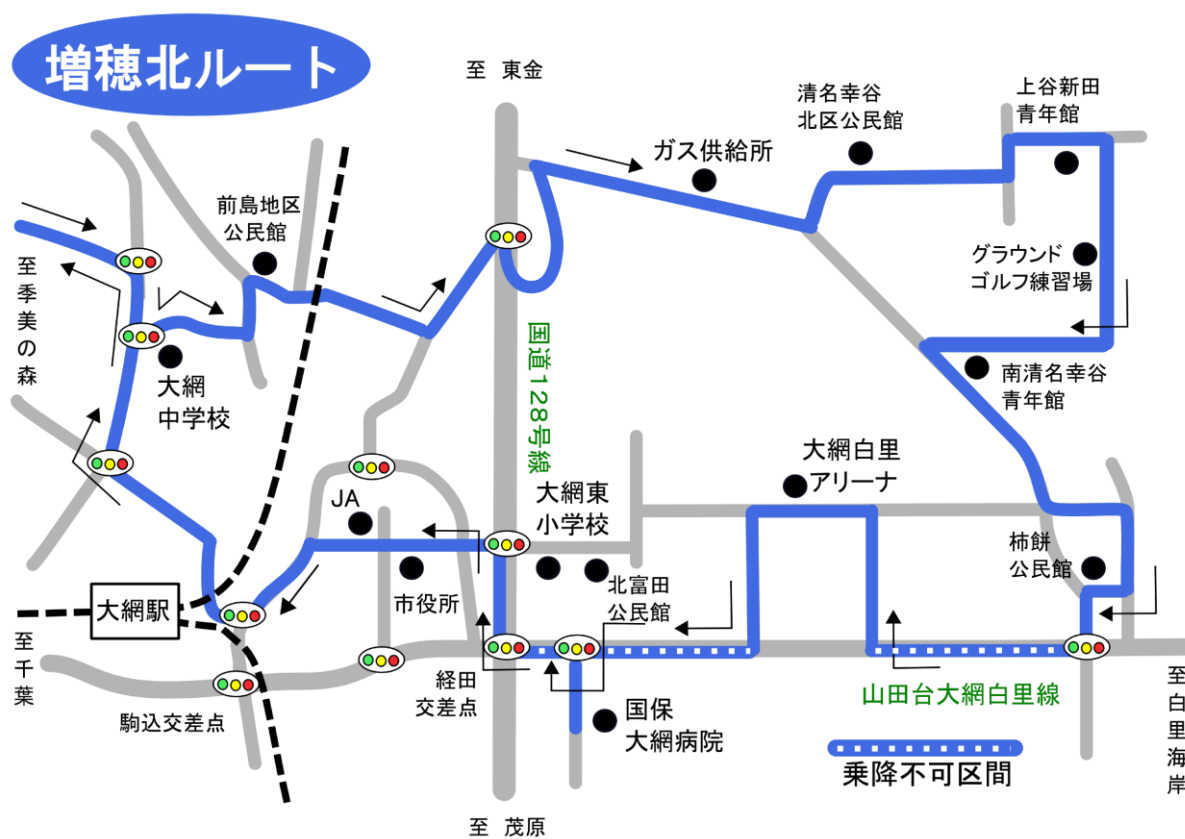 増穂北ルート
至 東金
清名幸谷
北区公民館
上谷新田
青年館
ガス供給所
前島地区
公民館
グラウンド
ゴルフ練習場
至季美の森
大網
中学校
国道128号線
南清名幸谷
青年館
大網白里
アリーナ
JA
大網東
小学校
柿餅
公民館
市役所
北富田
公民館
大網駅
至千葉
経田
交差点
山田台大網白里線
至白里海岸
駒込交差点
国保
大網病院
乗降不可区間
至 茂原